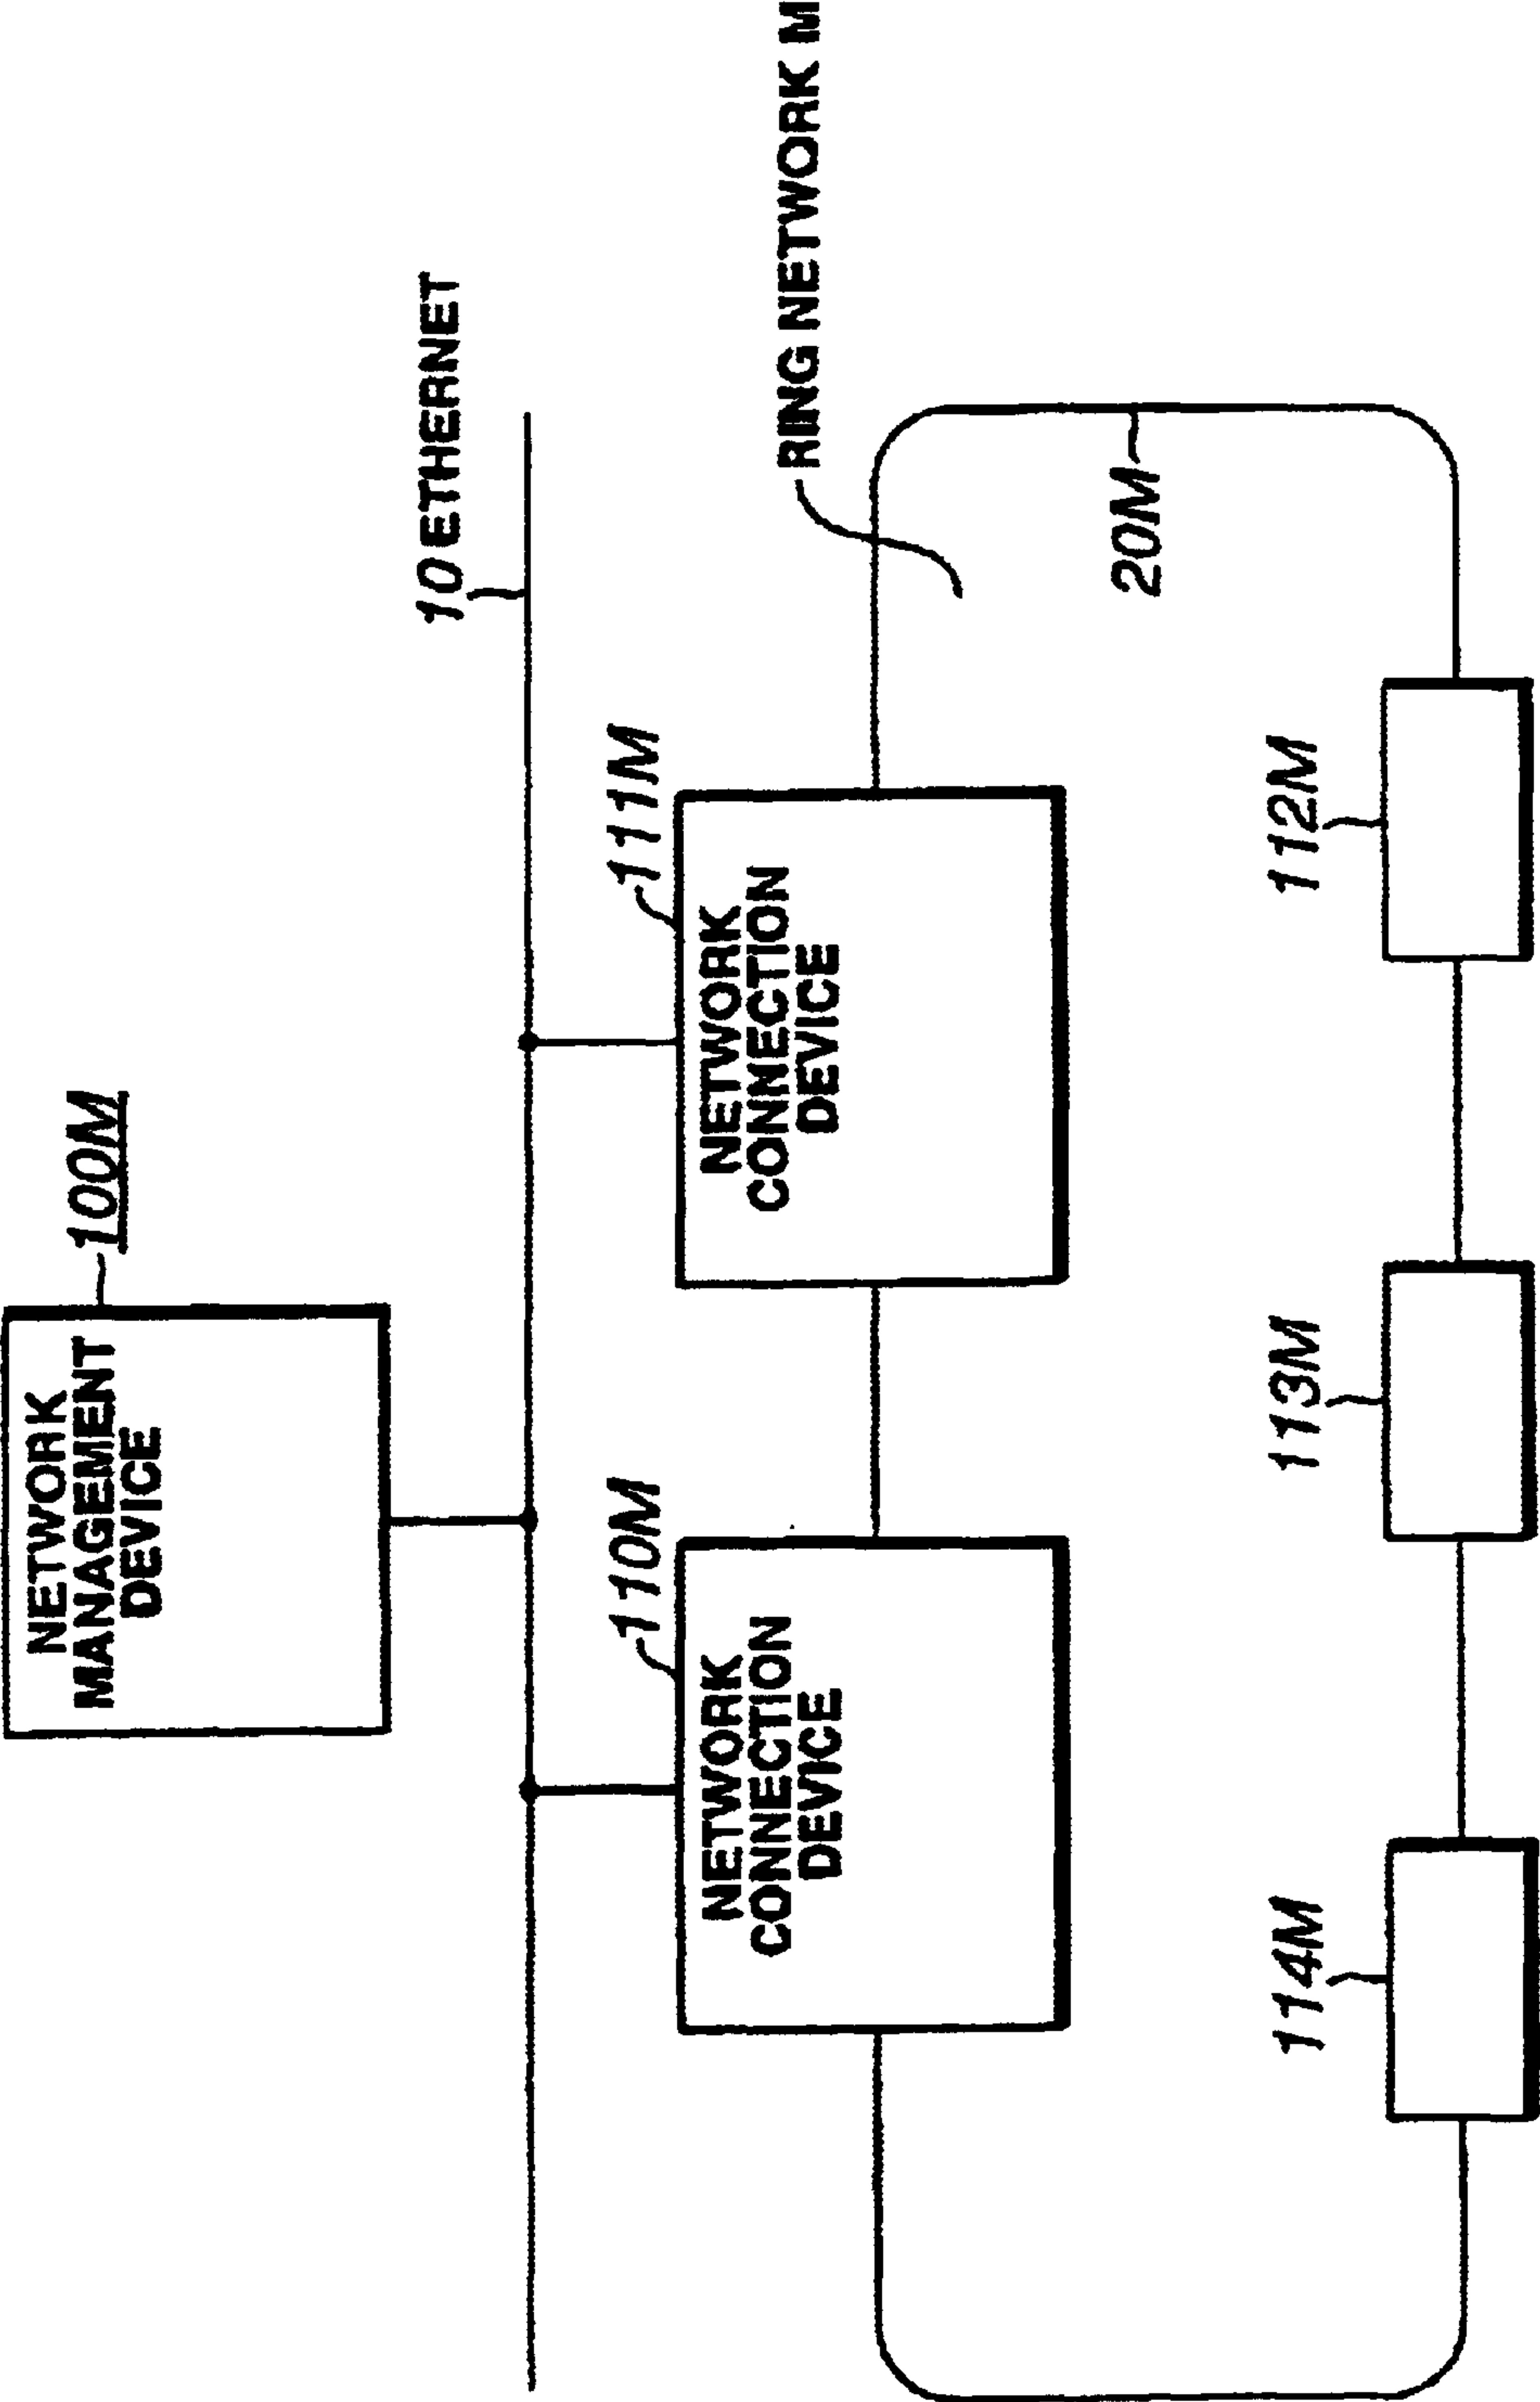 NETWORK
MANAGEMENT
DEVICE
100M
10 ETHERNET
110M
NETWORK
CONNECTION
DEVICE
111M
NETWORK
CONNECTION
DEVICE
RING NETWORK M
20M
114M
113M
112M